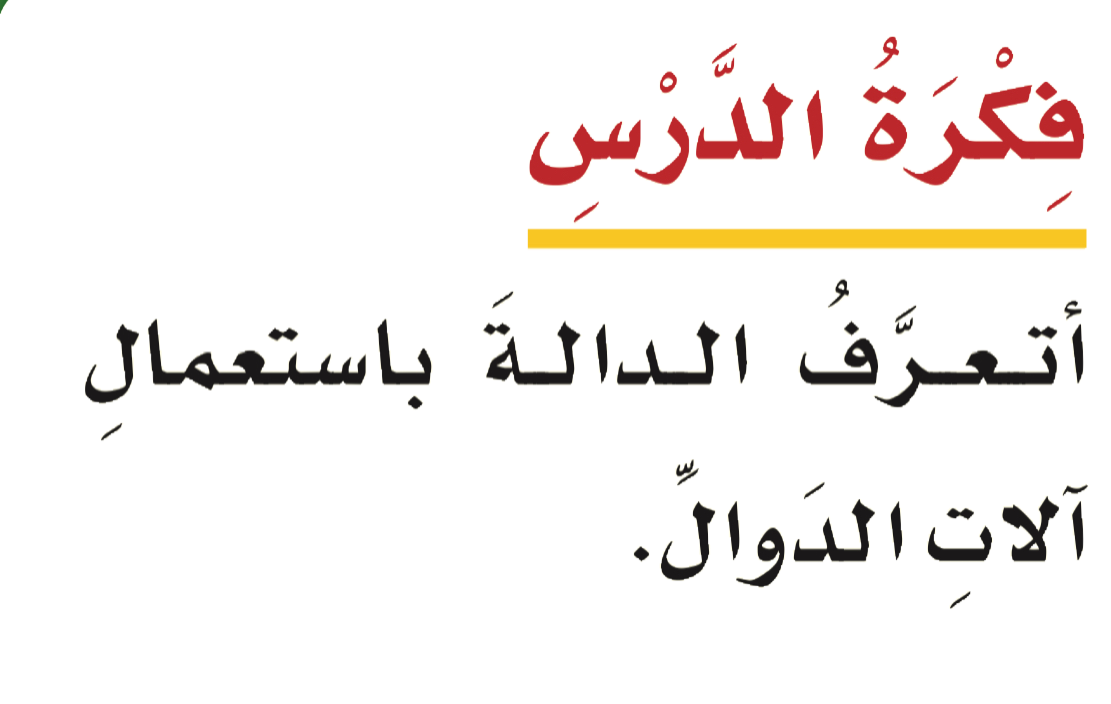 فِكْرَةُ الدَّرْسِ
أتعرَّفُ الدالةَ باستعمالِ
آلاتِ الدَوالِّ.